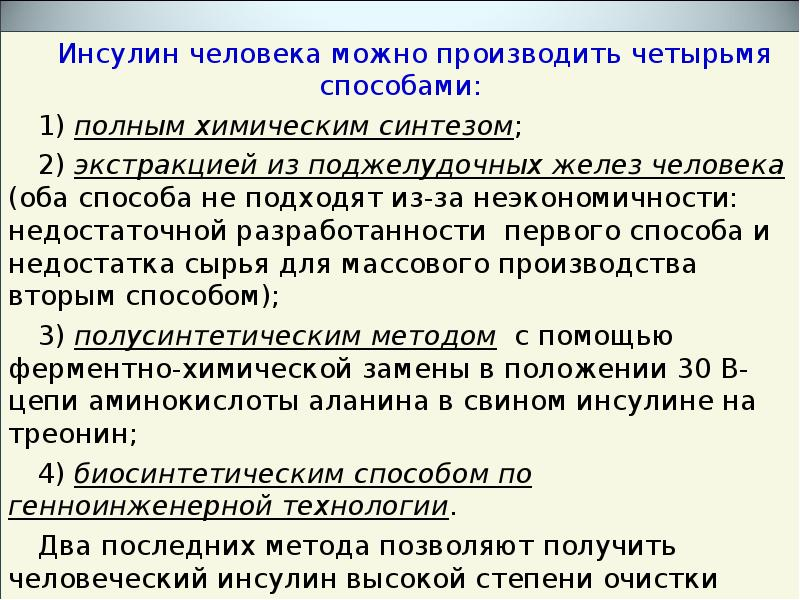 Инсулин человека можно производить четырьмя
способами:
1) полным химическим синтезом;
2) экстракцией из поджелудочных желез человека
(оба способа не подходят из-за неэкономичности:
недостаточной разработанности первого способа и
недостатка сырья для массового производства
вторым способом);
3) полусинтетическим методом с помощью
ферментно-химической замены в положении 30 В-
цепи аминокислоты аланина в свином инсулине на
треонин;
4) биосинтетическим способом по
генноинженерной технологии.
Два последних метода позволяют получить
человеческий инсулин высокой степени очистки